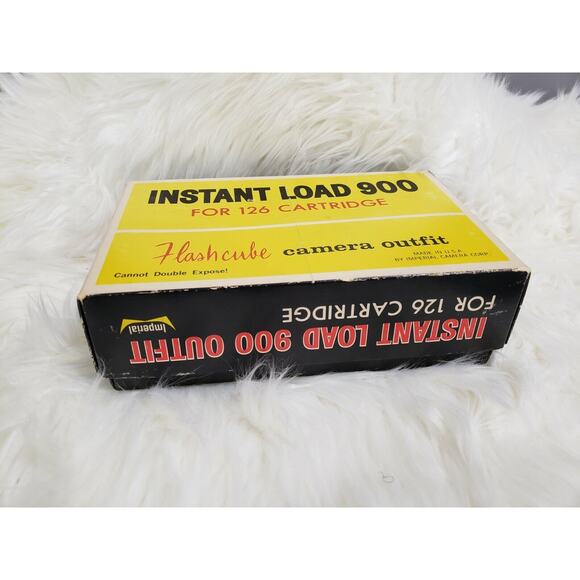 INSTANT LOAD 900
FOR 126 CARTRIDGE
Flashcube camera outfit
Cannot Double Expose!
MADE IN U.S.A.
BY IMPERIAL CAMERA CORP.
INSTANT LOAD 900 OUTFIT
FOR 126 CARTRIDGE
Imperial